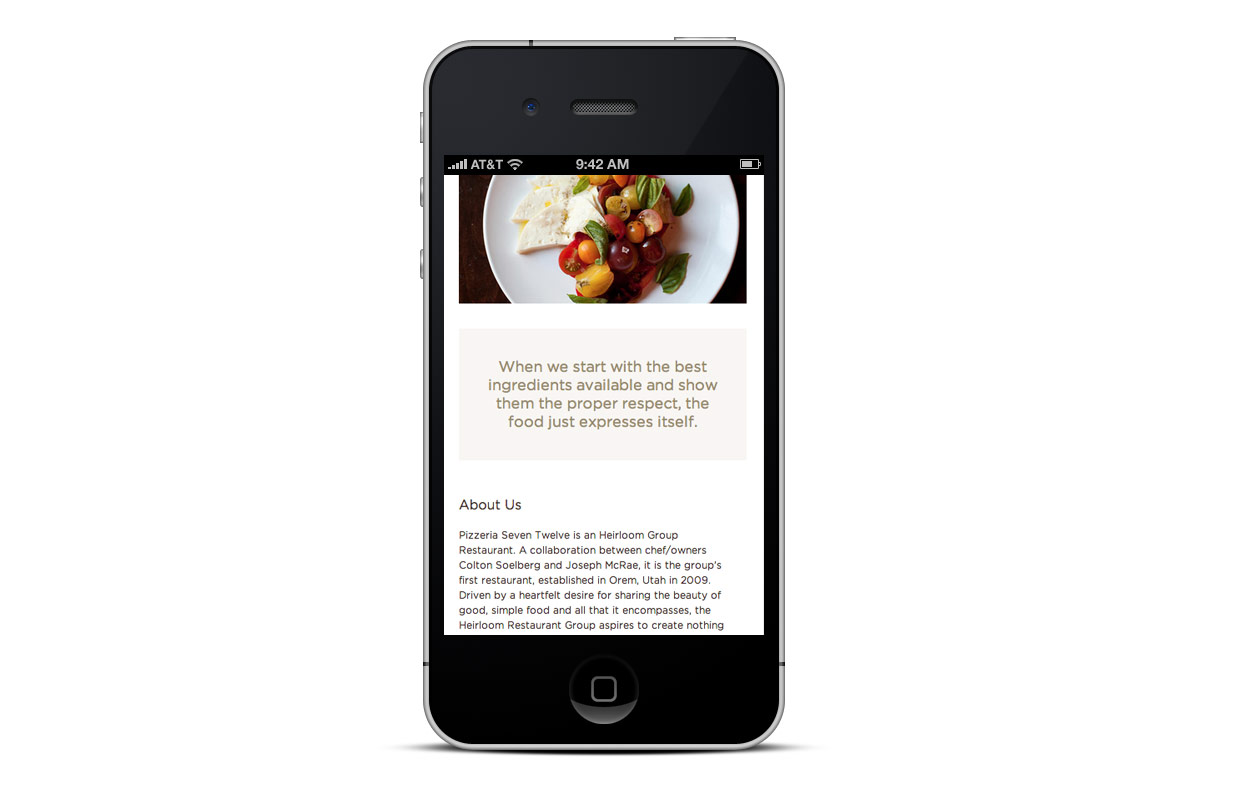 AT&T 9:42 AM
When we start with the best
ingredients available and show
them the proper respect, the
food just expresses itself.
About Us
Pizzeria Seven Twelve is an Heirloom Group
Restaurant. A collaboration between chef/owners
Colton Soelberg and Joseph McRae, it is the group's
first restaurant, established in Orem, Utah in 2009.
Driven by a heartfelt desire for sharing the beauty of
good, simple food and all that it encompasses, the
Heirloom Restaurant Group aspires to create nothing